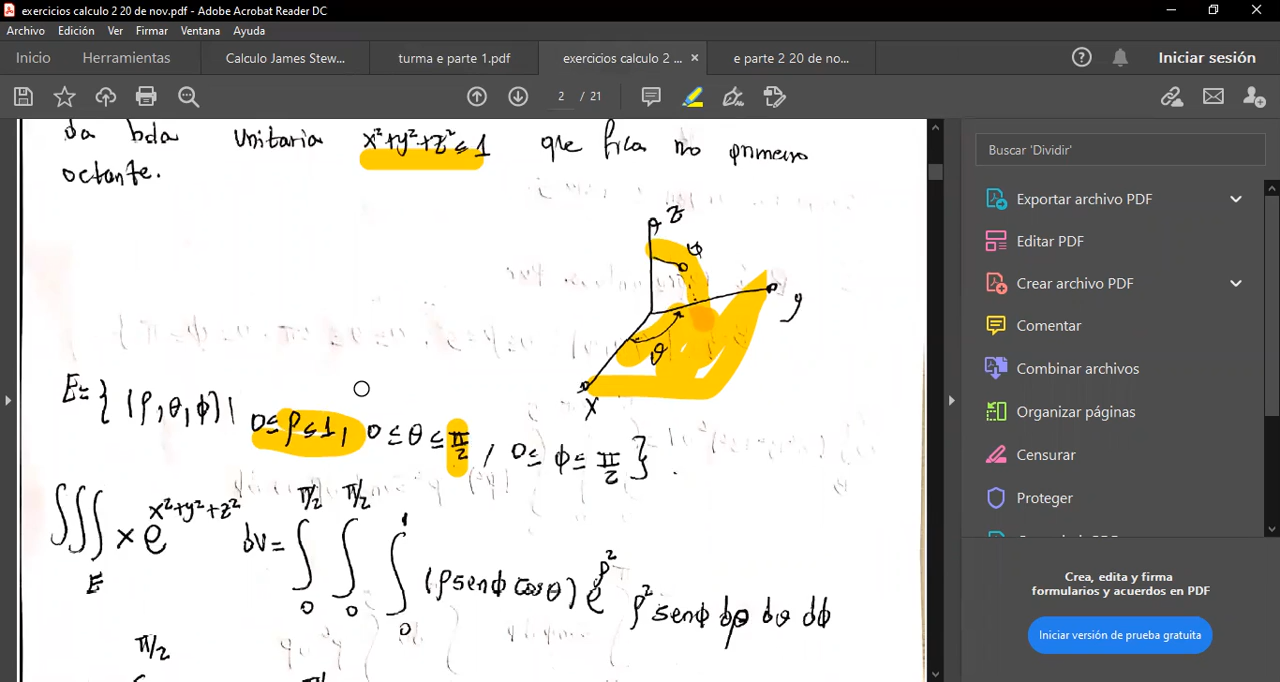 exercicios calculo 2 20 de nov.pdf - Adobe Acrobat Reader DC
Archivo Edición Ver Firmar Ventana Ayuda
Inicio Herramientas Calculo James Stew... turma e parte 1.pdf exercicios calculo 2 ... × e parte 2 20 de no... Iniciar sesión
2 / 21
da bola unitaria x²+y²+z²≤1 que fica no primeiro
octante.
z
φ
y
θ
x
E = { (ρ,θ,φ) | 0≤ρ≤1, 0≤θ≤π/2, 0≤φ≤π/2 }.
∭_E x e^{x²+y²+z²} dV = ∫_0^{π/2} ∫_0^{π/2} ∫_0^1 (ρ senφ cosθ) e^{ρ²} ρ² senφ dρ dθ dφ
π/2
π/2
Buscar 'Dividir'
Exportar archivo PDF
Editar PDF
Crear archivo PDF
Comentar
Combinar archivos
Organizar páginas
Censurar
Proteger
Crea, edita y firma
formularios y acuerdos en PDF
Iniciar versión de prueba gratuita